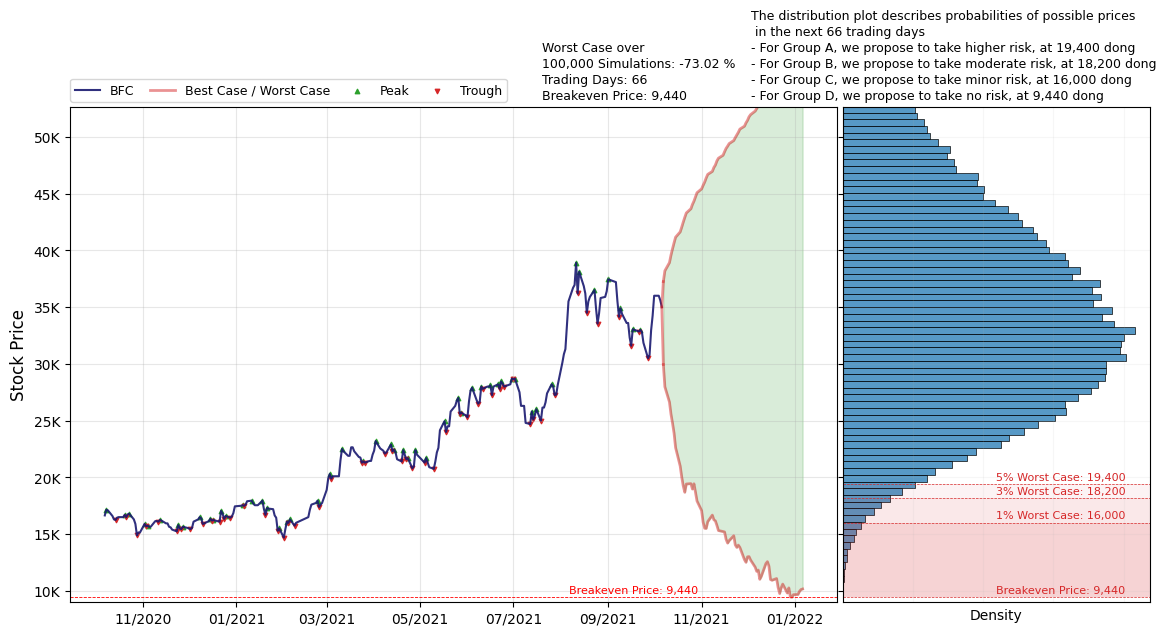 The distribution plot describes probabilities of possible prices
in the next 66 trading days
- For Group A, we propose to take higher risk, at 19,400 dong
- For Group B, we propose to take moderate risk, at 18,200 dong
- For Group C, we propose to take minor risk, at 16,000 dong
- For Group D, we propose to take no risk, at 9,440 dong
Worst Case over
100,000 Simulations: -73.02 %
Trading Days: 66
Breakeven Price: 9,440
BFC
Best Case / Worst Case
Peak
Trough
Stock Price
50K
45K
40K
35K
30K
25K
20K
15K
10K
Breakeven Price: 9,440
11/2020
01/2021
03/2021
05/2021
07/2021
09/2021
11/2021
01/2022
5% Worst Case: 19,400
3% Worst Case: 18,200
1% Worst Case: 16,000
Breakeven Price: 9,440
Density